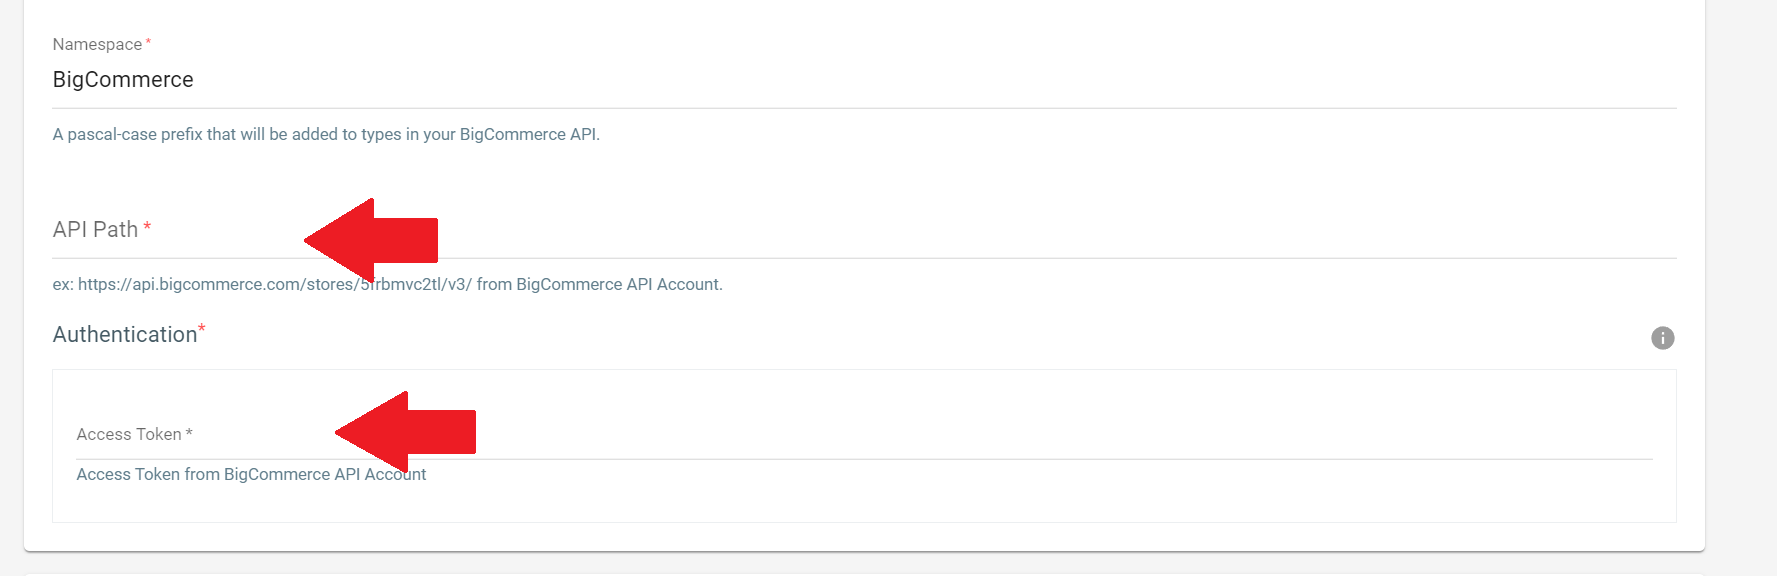 Namespace *
BigCommerce
A pascal-case prefix that will be added to types in your BigCommerce API.
API Path *
ex: https://api.bigcommerce.com/stores/5frbmvc2tl/v3/ from BigCommerce API Account.
Authentication*
Access Token *
Access Token from BigCommerce API Account